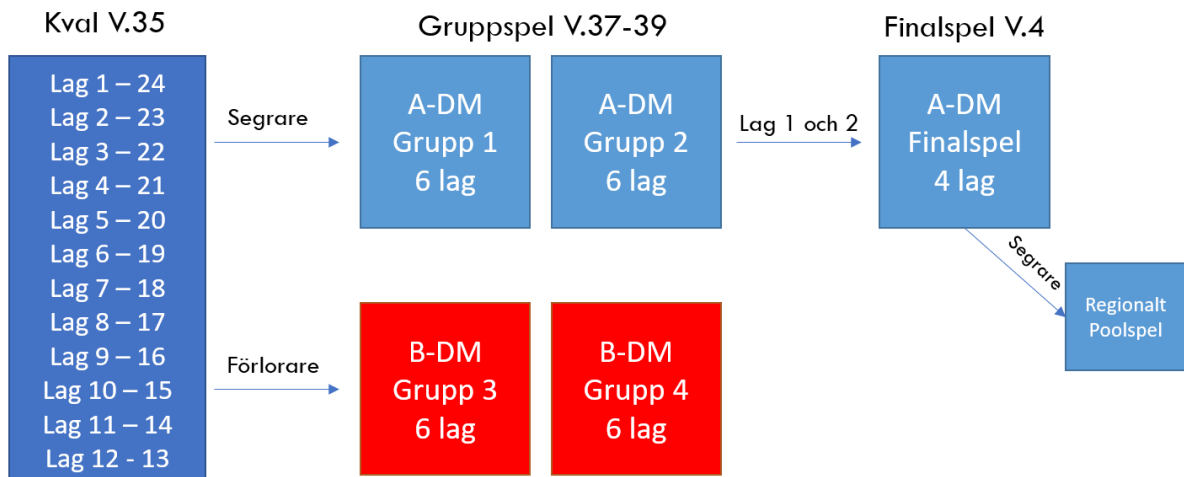 Kval V.35
Lag 1 – 24
Lag 2 – 23
Lag 3 – 22
Lag 4 – 21
Lag 5 – 20
Lag 6 – 19
Lag 7 – 18
Lag 8 – 17
Lag 9 – 16
Lag 10 – 15
Lag 11 – 14
Lag 12 - 13
Segrare
Förlorare
Gruppspel V.37-39
A-DM
Grupp 1
6 lag
A-DM
Grupp 2
6 lag
B-DM
Grupp 3
6 lag
B-DM
Grupp 4
6 lag
Lag 1 och 2
Finalspel V.4
A-DM
Finalspel
4 lag
Segrare
Regionalt
Poolspel